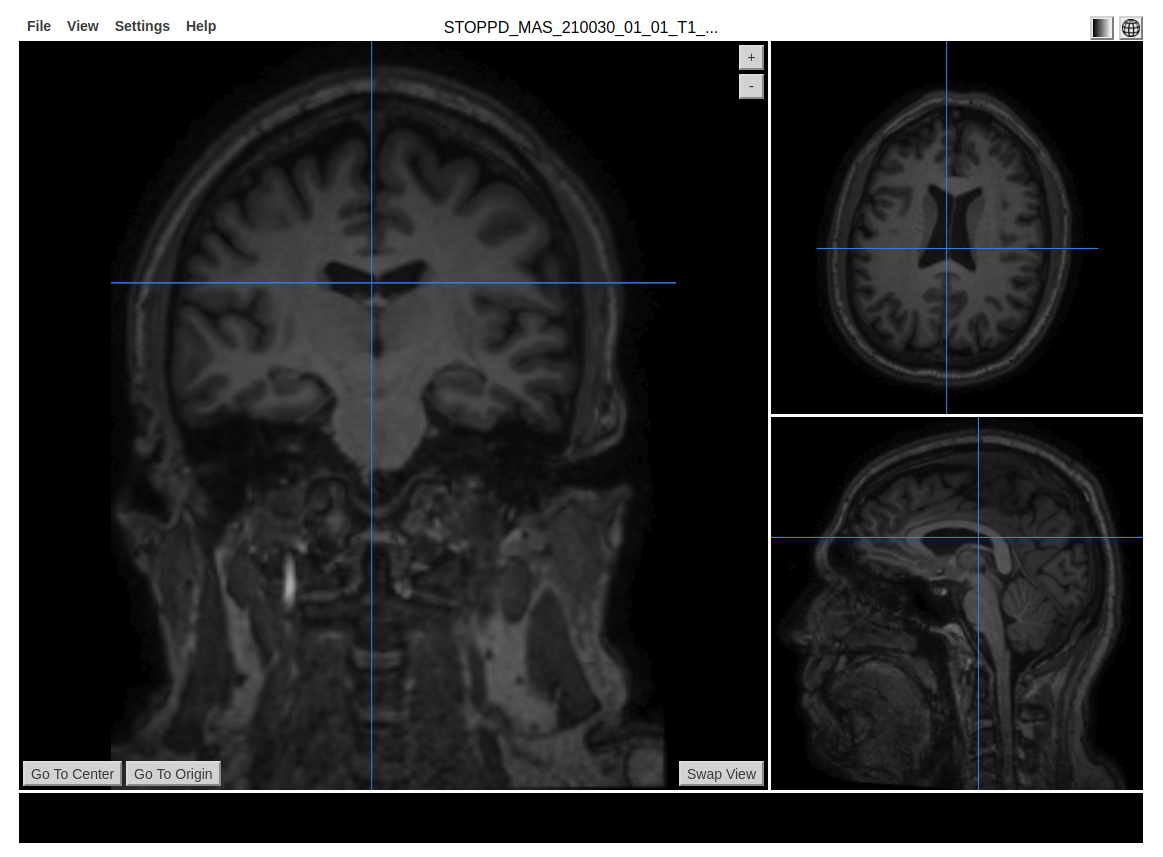 File View Settings Help STOPPD_MAS_210030_01_01_T1_...
+
-
Go To Center Go To Origin Swap View